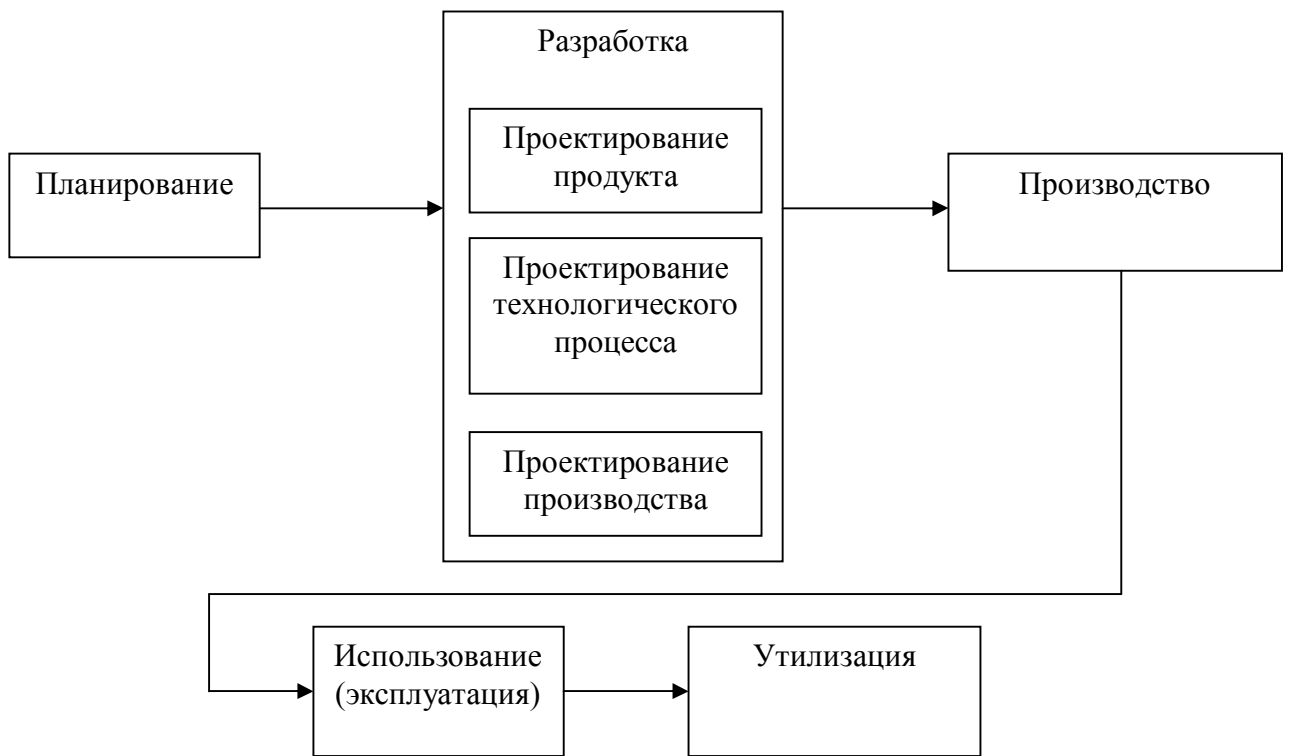 Разработка
Проектирование
продукта
Планирование
Производство
Проектирование
технологического
процесса
Проектирование
производства
Использование
(эксплуатация)
Утилизация